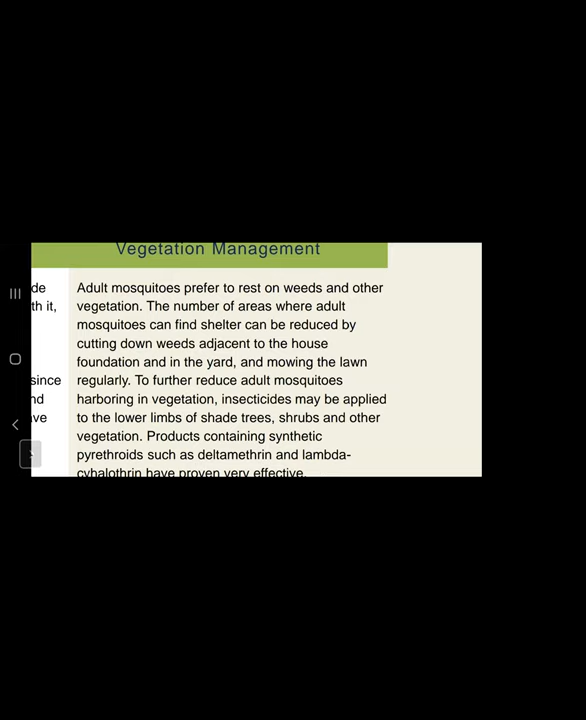 Vegetation Management
de
th it,
since
nd
ave
Adult mosquitoes prefer to rest on weeds and other
vegetation. The number of areas where adult
mosquitoes can find shelter can be reduced by
cutting down weeds adjacent to the house
foundation and in the yard, and mowing the lawn
regularly. To further reduce adult mosquitoes
harboring in vegetation, insecticides may be applied
to the lower limbs of shade trees, shrubs and other
vegetation. Products containing synthetic
pyrethroids such as deltamethrin and lambda-
cyhalothrin have proven very effective.